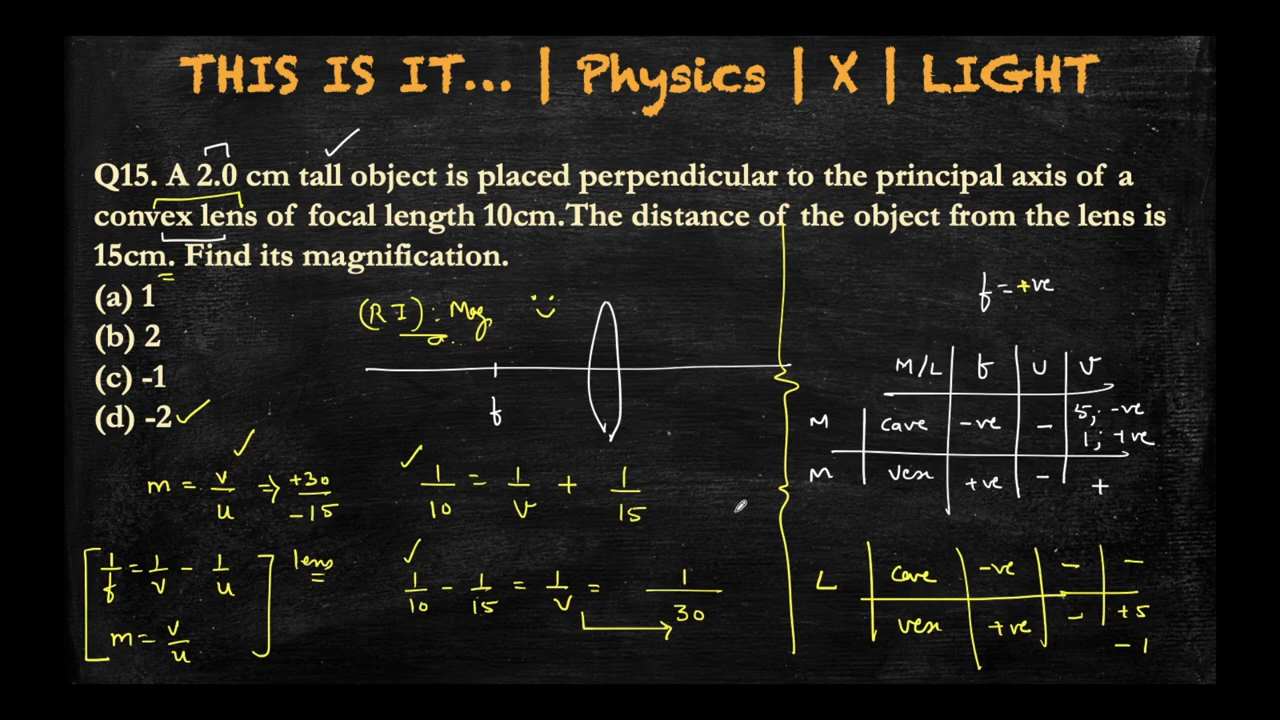 THIS IS IT... | Physics | X | LIGHT
Q15. A 2.0 cm tall object is placed perpendicular to the principal axis of a
convex lens of focal length 10cm.The distance of the object from the lens is
15cm. Find its magnification.
(a) 1
(b) 2
(c) -1
(d) -2
(RI) : Mag.
f
m = v/u ⇒ +30/-15
1/f = 1/v - 1/u
m = v/u
lens
1/10 = 1/v + 1/15
1/10 - 1/15 = 1/v = 1/30
f = +ve
M/L f u v
M cave -ve - 5; -ve
1; +ve
M vex +ve - +
L cave -ve - -
vex +ve - +5
-1